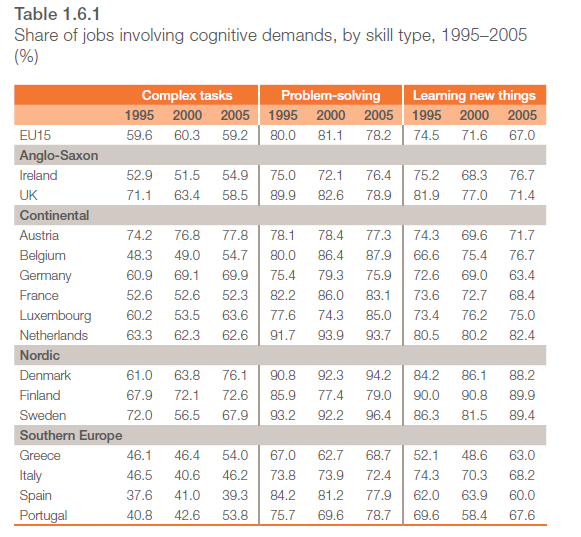 Table 1.6.1
Share of jobs involving cognitive demands, by skill type, 1995–2005
(%)
Complex tasks Problem-solving Learning new things
1995 2000 2005 1995 2000 2005 1995 2000 2005
EU15 59.6 60.3 59.2 80.0 81.1 78.2 74.5 71.6 67.0
Anglo-Saxon
Ireland 52.9 51.5 54.9 75.0 72.1 76.4 75.2 68.3 76.7
UK 71.1 63.4 58.5 89.9 82.6 78.9 81.9 77.0 71.4
Continental
Austria 74.2 76.8 77.8 78.1 78.4 77.3 74.3 69.6 71.7
Belgium 48.3 49.0 54.7 80.0 86.4 87.9 66.6 75.4 76.7
Germany 60.9 69.1 69.9 75.4 79.3 75.9 72.6 69.0 63.4
France 52.6 52.6 52.3 82.2 86.0 83.1 73.6 72.7 68.4
Luxembourg 60.2 53.5 63.6 77.6 74.3 85.0 73.4 76.2 75.0
Netherlands 63.3 62.3 62.6 91.7 93.9 93.7 80.5 80.2 82.4
Nordic
Denmark 61.0 63.8 76.1 90.8 92.3 94.2 84.2 86.1 88.2
Finland 67.9 72.1 72.6 85.9 77.4 79.0 90.0 90.8 89.9
Sweden 72.0 56.5 67.9 93.2 92.2 96.4 86.3 81.5 89.4
Southern Europe
Greece 46.1 46.4 54.0 67.0 62.7 68.7 52.1 48.6 63.0
Italy 46.5 40.6 46.2 73.8 73.9 72.4 74.3 70.3 68.2
Spain 37.6 41.0 39.3 84.2 81.2 77.9 62.0 63.9 60.0
Portugal 40.8 42.6 53.8 75.7 69.6 78.7 69.6 58.4 67.6